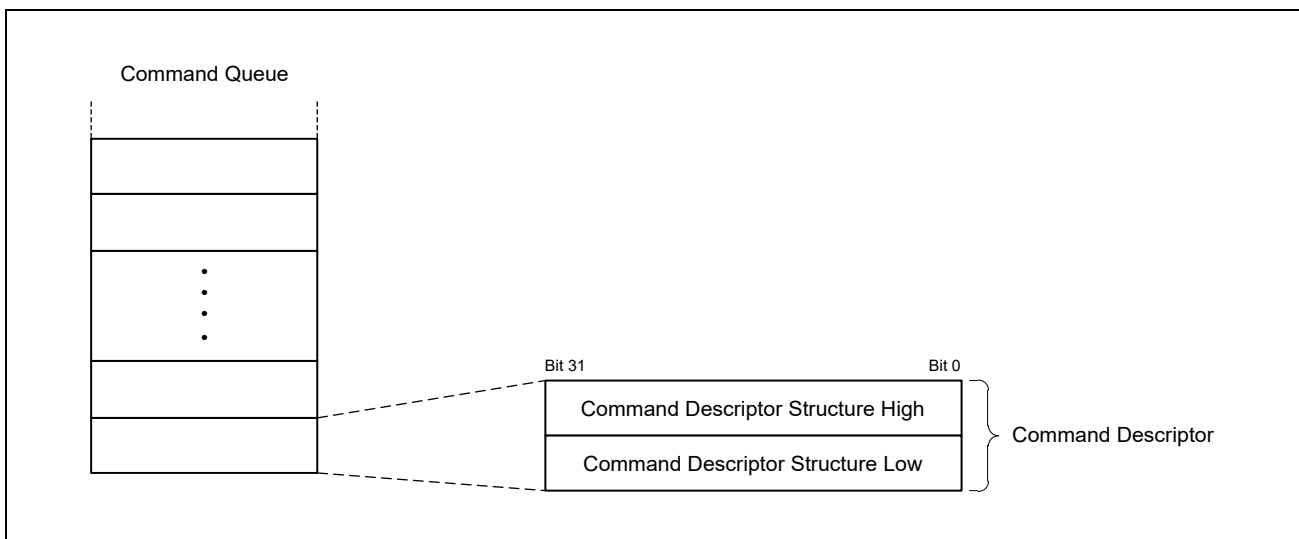 Command Queue
Bit 31
Bit 0
Command Descriptor Structure High
Command Descriptor Structure Low
Command Descriptor